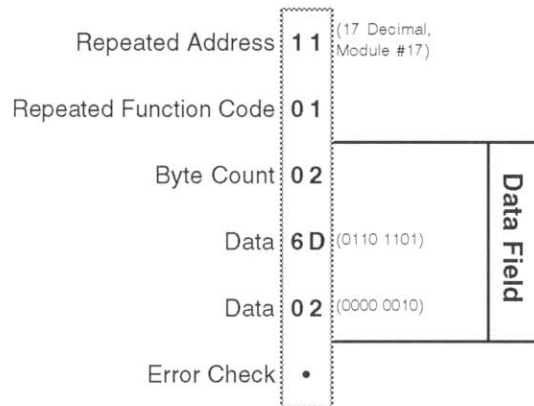 Repeated Address 11 (17 Decimal,
Module #17)
Repeated Function Code 01
Byte Count 02
Data 6D (0110 1101)
Data 02 (0000 0010)
Error Check •
Data Field